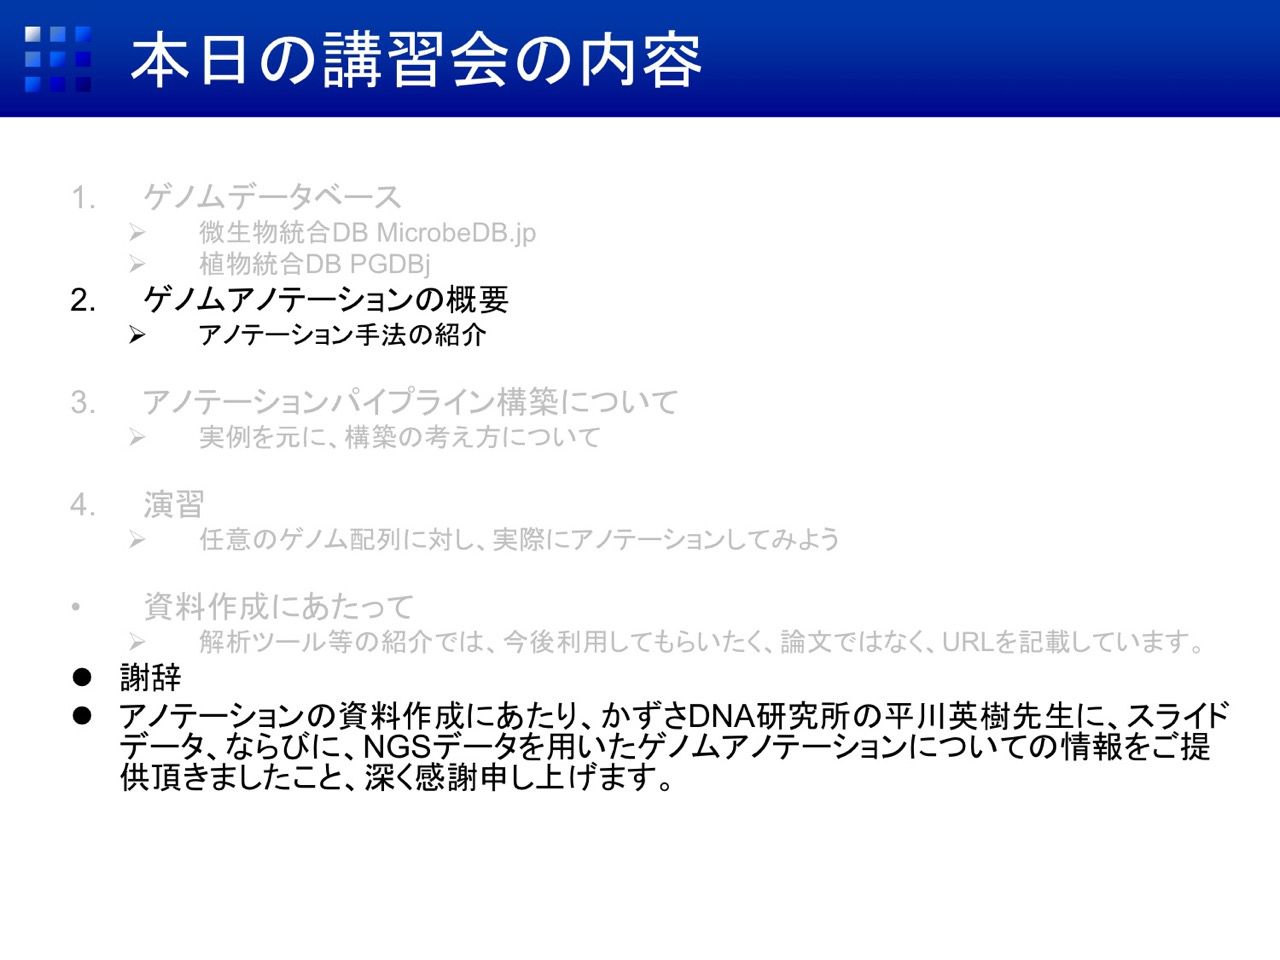 本日の講習会の内容
1. ゲノムデータベース
➢ 微生物統合DB MicrobeDB.jp
➢ 植物統合DB PGDBj
2. ゲノムアノテーションの概要
➢ アノテーション手法の紹介
3. アノテーションパイプライン構築について
➢ 実例を元に、構築の考え方について
4. 演習
➢ 任意のゲノム配列に対し、実際にアノテーションしてみよう
• 資料作成にあたって
➢ 解析ツール等の紹介では、今後利用してもらいたく、論文ではなく、URLを記載しています。
● 謝辞
● アノテーションの資料作成にあたり、かずさDNA研究所の平川英樹先生に、スライド
データ、ならびに、NGSデータを用いたゲノムアノテーションについての情報をご提
供頂きましたこと、深く感謝申し上げます。